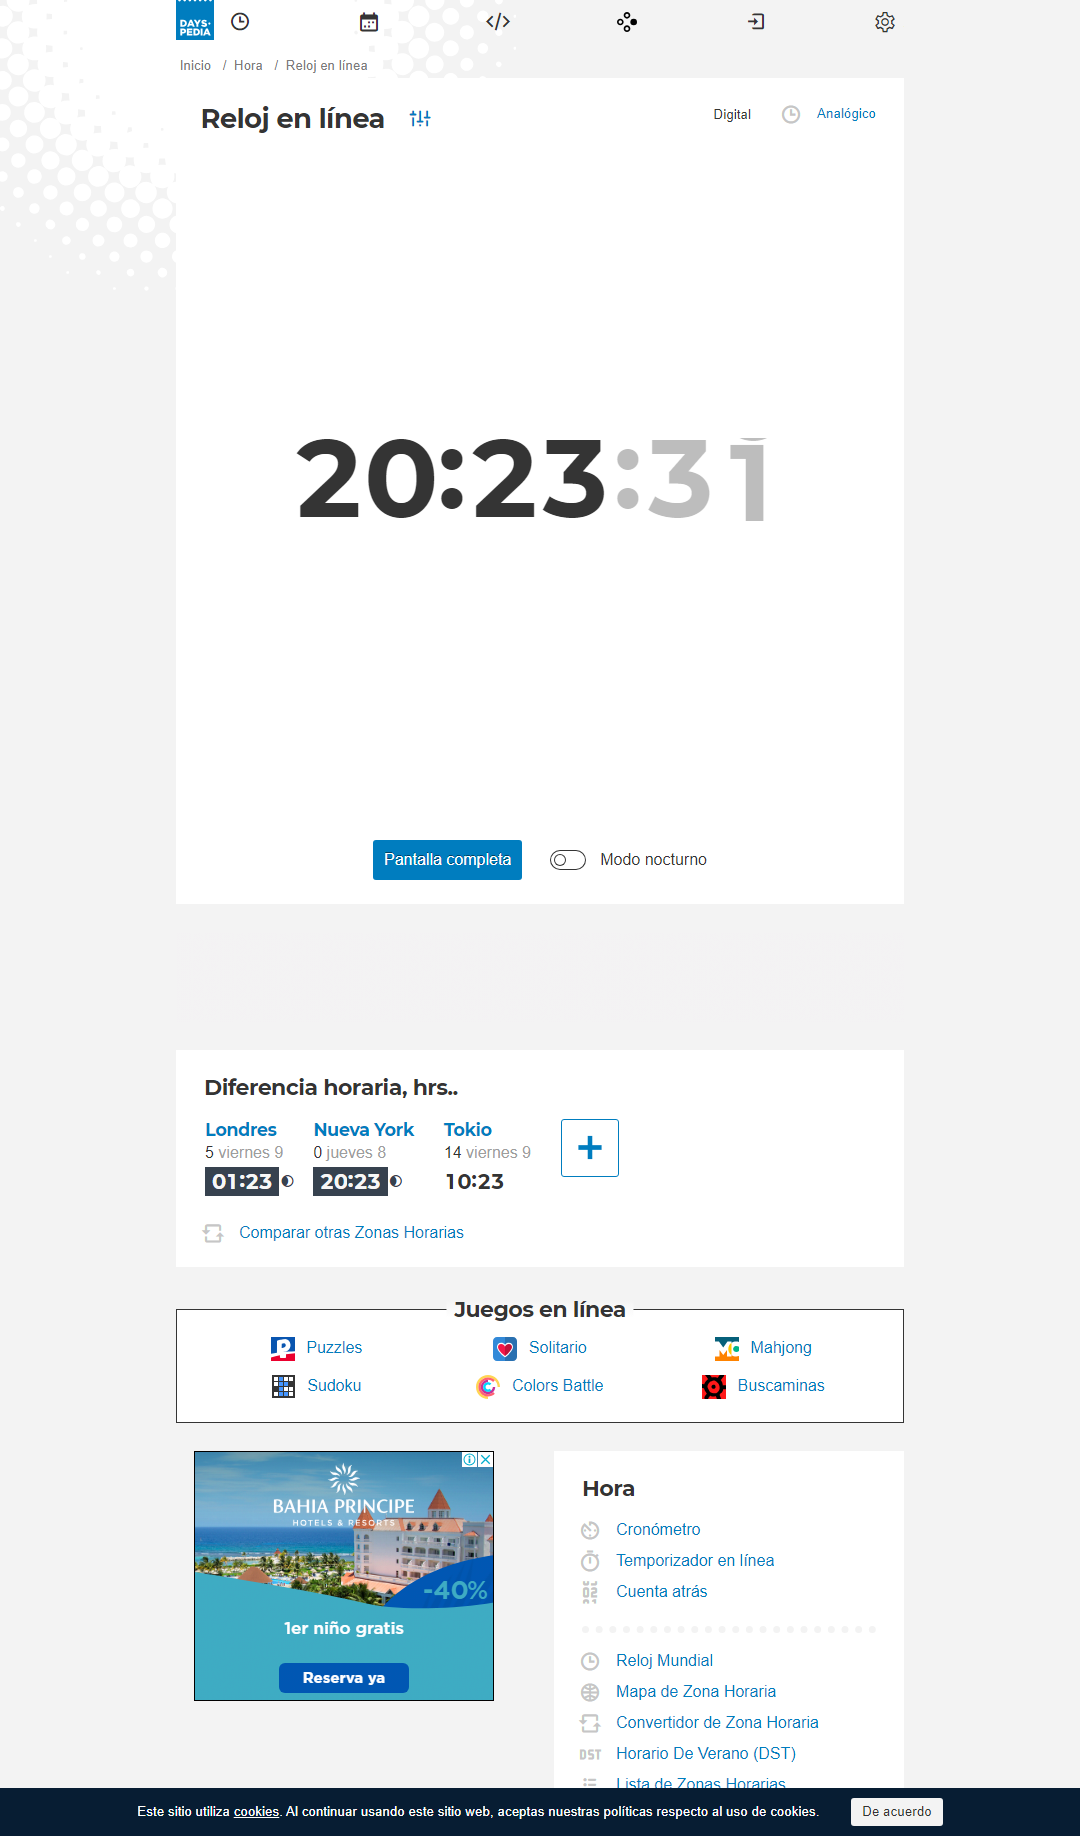 DAYS·
PEDIA
Inicio / Hora / Reloj en línea
Reloj en línea
Digital
Analógico
20:23:31
Pantalla completa
Modo nocturno
Diferencia horaria, hrs..
Londres
5 viernes 9
01:23
Nueva York
0 jueves 8
20:23
Tokio
14 viernes 9
10:23
Comparar otras Zonas Horarias
Juegos en línea
Puzzles
Solitario
Mahjong
Sudoku
Colors Battle
Buscaminas
BAHIA PRINCIPE
HOTELS & RESORTS
-40%
1er niño gratis
Reserva ya
Hora
Cronómetro
Temporizador en línea
Cuenta atrás
Reloj Mundial
Mapa de Zona Horaria
Convertidor de Zona Horaria
DST Horario De Verano (DST)
Lista de Zonas Horarias
Este sitio utiliza cookies. Al continuar usando este sitio web, aceptas nuestras políticas respecto al uso de cookies.
De acuerdo